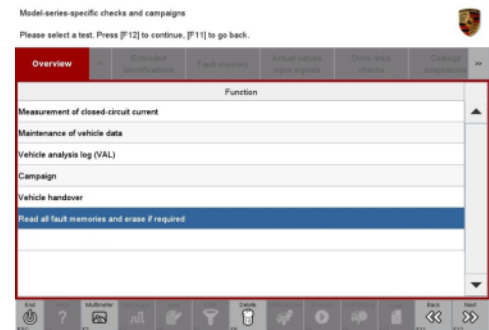 Model-series-specific checks and campaigns
Please select a test. Press [F12] to continue, [F11] to go back.
Overview
Extended identifications
Fault memory
Actual values input signals
Drive links checks
Codings adaptations
Function
Measurement of closed-circuit current
Maintenance of vehicle data
Vehicle analysis log (VAL)
Campaign
Vehicle handover
Read all fault memories and erase if required
End
Multimeter
Delete
Back
Next